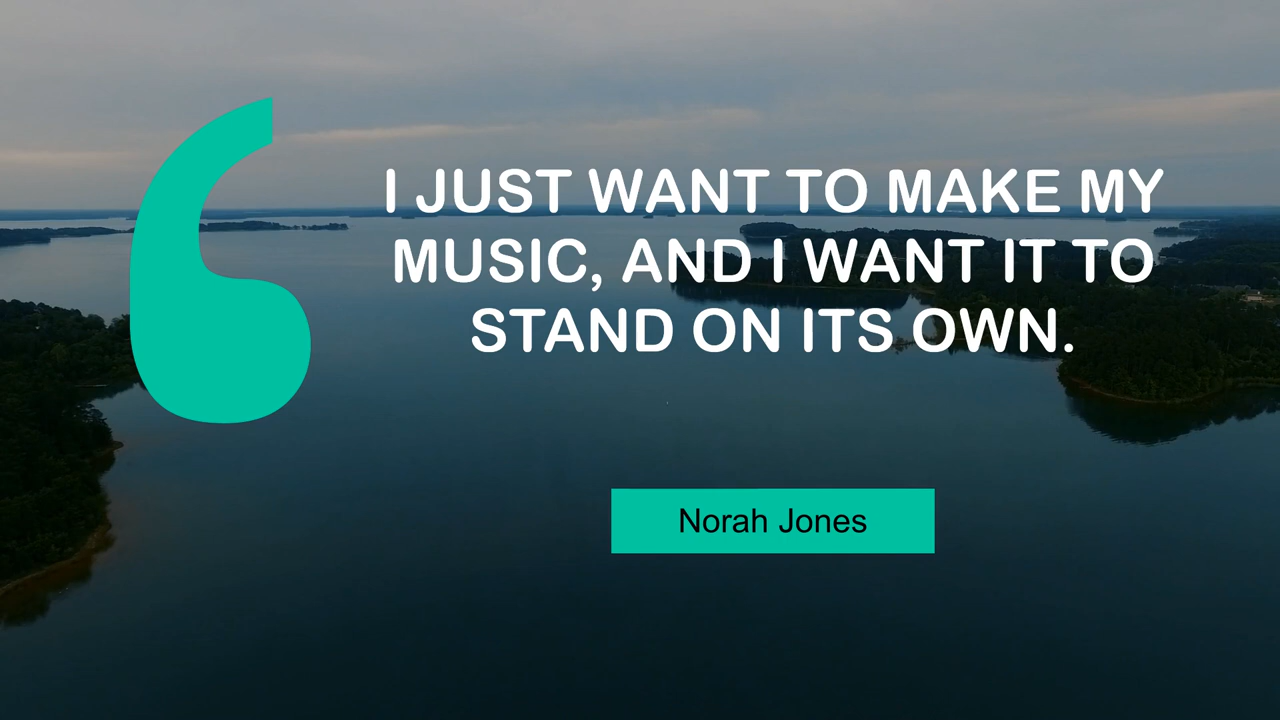 I JUST WANT TO MAKE MY
MUSIC, AND I WANT IT TO
STAND ON ITS OWN.
Norah Jones